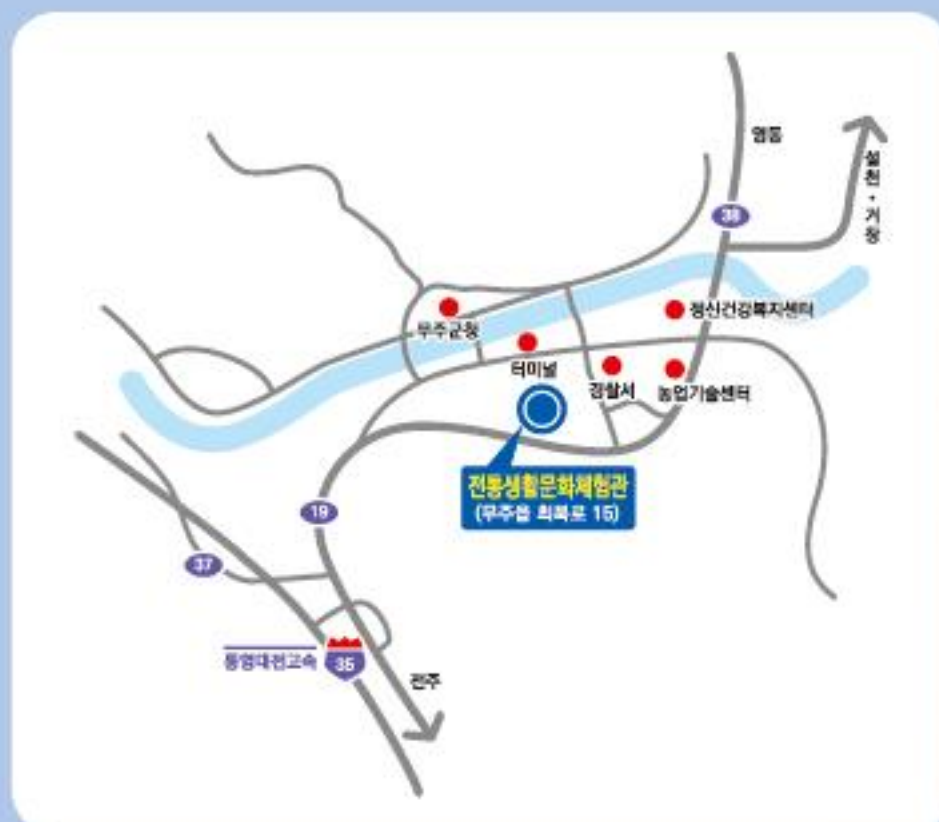 영동
38
설천·거창
정신건강복지센터
무주군청
터미널
경찰서
농업기술센터
전통생활문화체험관
(무주읍 최북로 15)
19
37
통영대전고속
35
전주